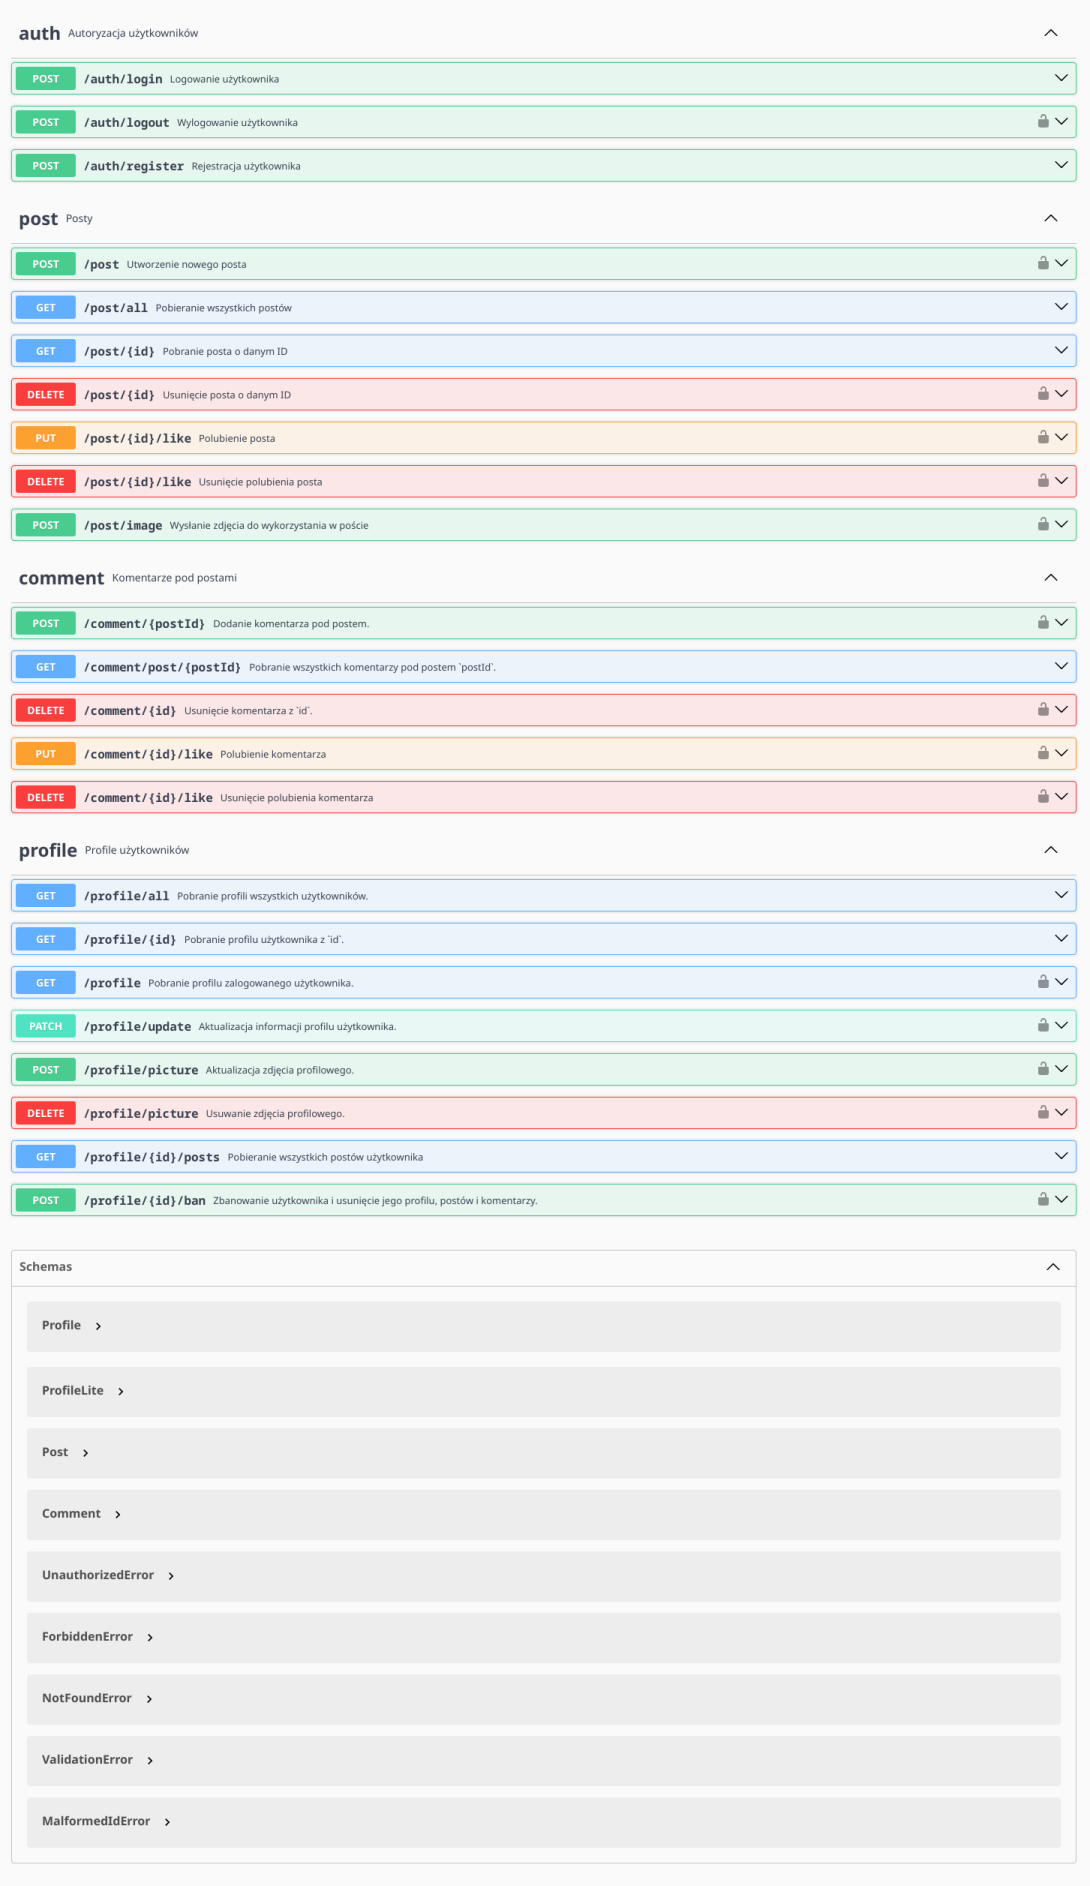 auth Autoryzacja użytkowników
POST /auth/login Logowanie użytkownika
POST /auth/logout Wylogowanie użytkownika
POST /auth/register Rejestracja użytkownika
post Posty
POST /post Utworzenie nowego posta
GET /post/all Pobieranie wszystkich postów
GET /post/{id} Pobranie posta o danym ID
DELETE /post/{id} Usunięcie posta o danym ID
PUT /post/{id}/like Polubienie posta
DELETE /post/{id}/like Usunięcie polubienia posta
POST /post/image Wysłanie zdjęcia do wykorzystania w poście
comment Komentarze pod postami
POST /comment/{postId} Dodanie komentarza pod postem.
GET /comment/post/{postId} Pobranie wszystkich komentarzy pod postem `postId`.
DELETE /comment/{id} Usunięcie komentarza z `id`.
PUT /comment/{id}/like Polubienie komentarza
DELETE /comment/{id}/like Usunięcie polubienia komentarza
profile Profile użytkowników
GET /profile/all Pobranie profili wszystkich użytkowników.
GET /profile/{id} Pobranie profilu użytkownika z `id`.
GET /profile Pobranie profilu zalogowanego użytkownika.
PATCH /profile/update Aktualizacja informacji profilu użytkownika.
POST /profile/picture Aktualizacja zdjęcia profilowego.
DELETE /profile/picture Usuwanie zdjęcia profilowego.
GET /profile/{id}/posts Pobieranie wszystkich postów użytkownika
POST /profile/{id}/ban Zbanowanie użytkownika i usunięcie jego profilu, postów i komentarzy.
Schemas
Profile
ProfileLite
Post
Comment
UnauthorizedError
ForbiddenError
NotFoundError
ValidationError
MalformedIdError